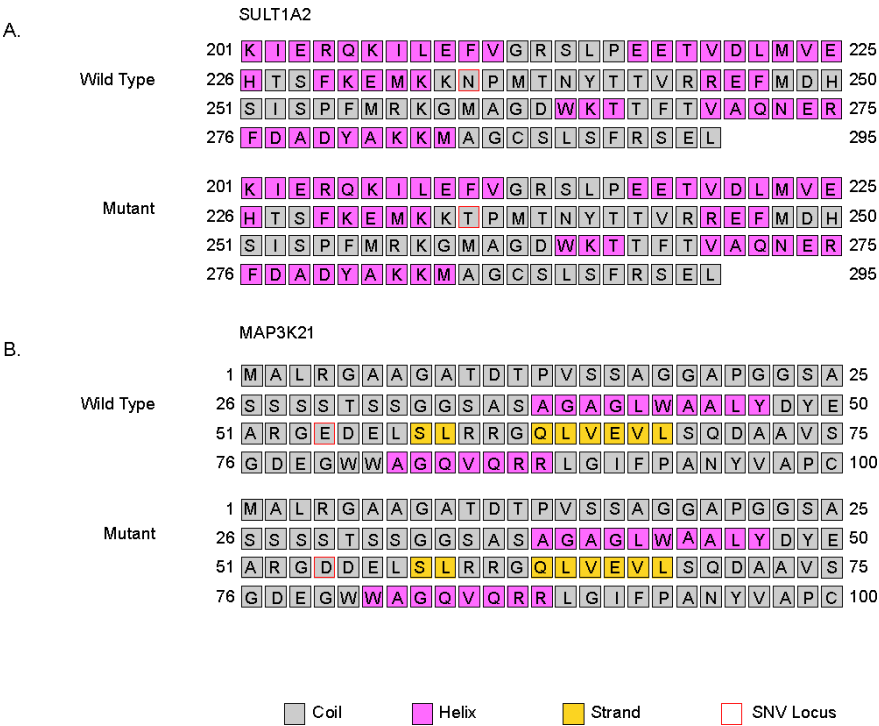 SULT1A2
A.
201 K I E R Q K I L E F V G R S L P E E T V D L M V E 225
Wild Type 226 H T S F K E M K K N P M T N Y T T V R R E F M D H 250
251 S I S P F M R K G M A G D W K T T F T V A Q N E R 275
276 F D A D Y A K K M A G C S L S F R S E L 295
201 K I E R Q K I L E F V G R S L P E E T V D L M V E 225
Mutant 226 H T S F K E M K K T P M T N Y T T V R R E F M D H 250
251 S I S P F M R K G M A G D W K T T F T V A Q N E R 275
276 F D A D Y A K K M A G C S L S F R S E L 295
MAP3K21
B.
1 M A L R G A A G A T D T P V S S A G G A P G G S A 25
Wild Type 26 S S S S T S S G G S A S A G A G L W A A L Y D Y E 50
51 A R G E D E L S L R R G Q L V E V L S Q D A A V S 75
76 G D E G W W A G Q V Q R R L G I F P A N Y V A P C 100
1 M A L R G A A G A T D T P V S S A G G A P G G S A 25
Mutant 26 S S S S T S S G G S A S A G A G L W A A L Y D Y E 50
51 A R G D D E L S L R R G Q L V E V L S Q D A A V S 75
76 G D E G W W A G Q V Q R R L G I F P A N Y V A P C 100
Coil Helix Strand SNV Locus